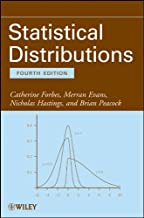 Statistical
Distributions
FOURTH EDITION
Catherine Forbes, Merran Evans,
Nicholas Hastings, and Brian Peacock
WILEY